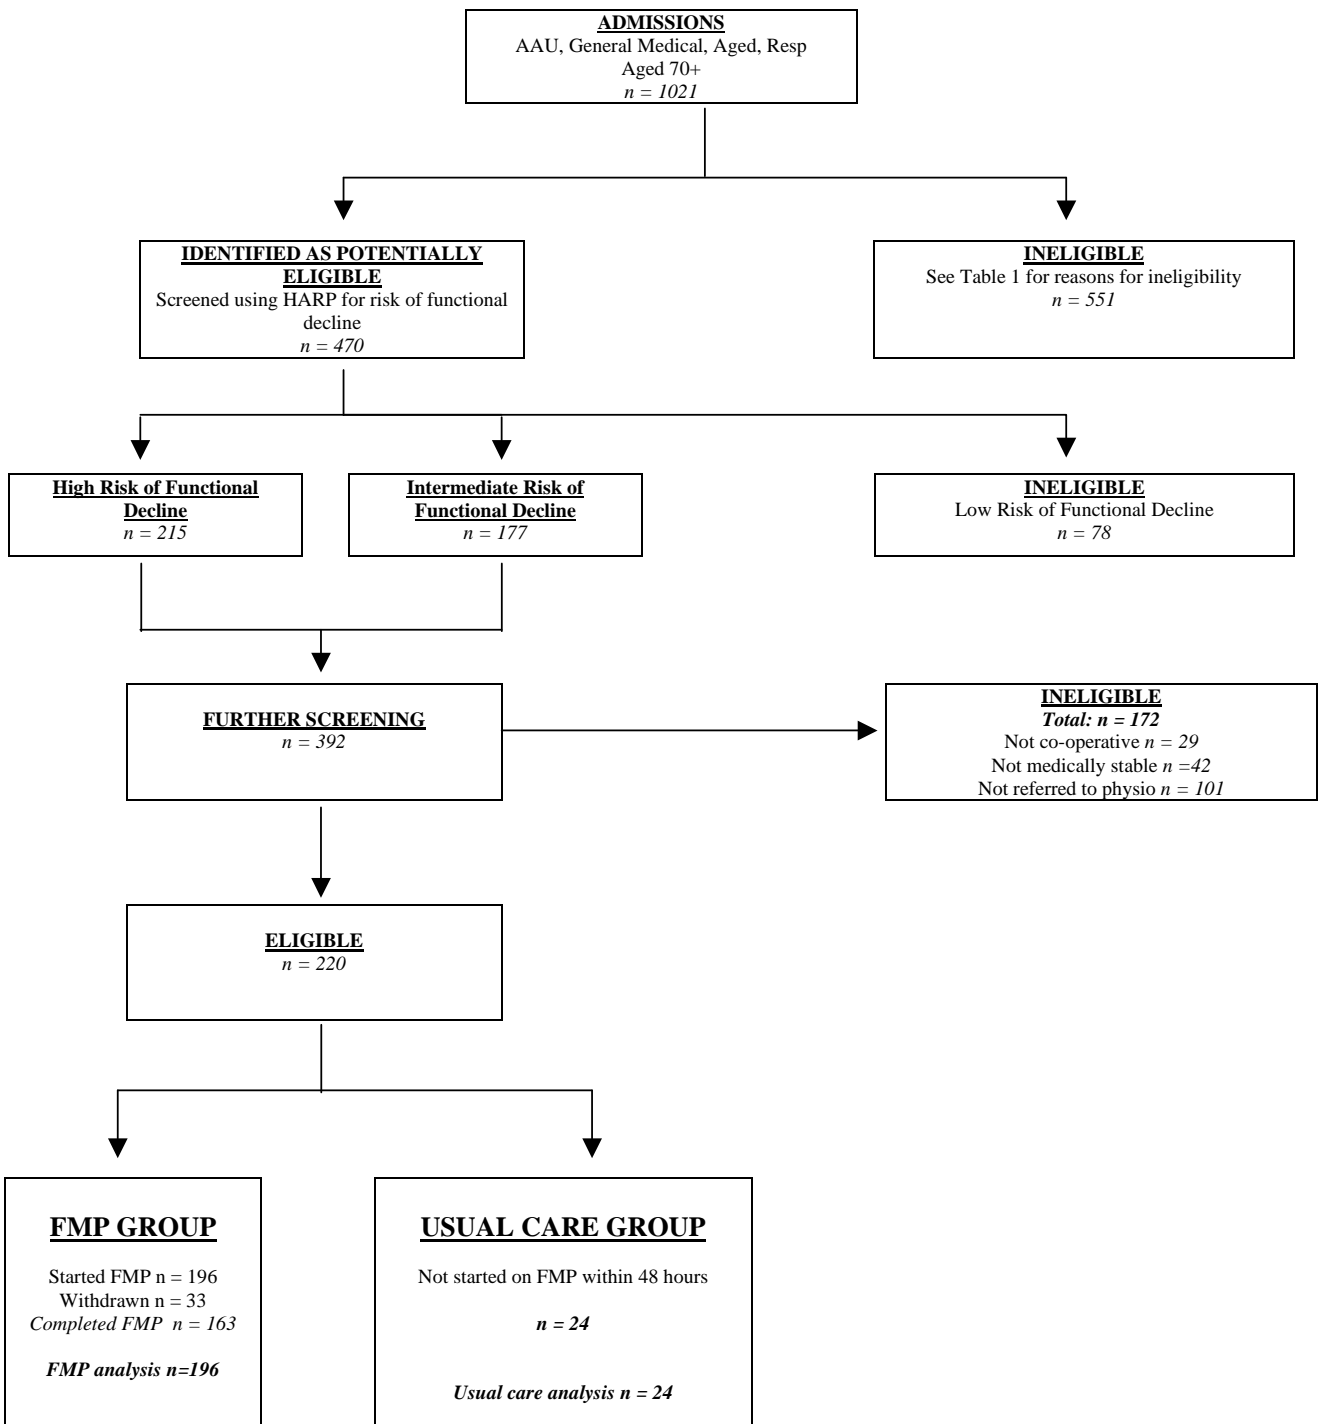 ADMISSIONS
AAU, General Medical, Aged, Resp
Aged 70+
n = 1021
IDENTIFIED AS POTENTIALLY
ELIGIBLE
Screened using HARP for risk of functional
decline
n = 470
INELIGIBLE
See Table 1 for reasons for ineligibility
n = 551
High Risk of Functional
Decline
n = 215
Intermediate Risk of
Functional Decline
n = 177
INELIGIBLE
Low Risk of Functional Decline
n = 78
FURTHER SCREENING
n = 392
INELIGIBLE
Total: n = 172
Not co-operative n = 29
Not medically stable n =42
Not referred to physio n = 101
ELIGIBLE
n = 220
FMP GROUP
Started FMP n = 196
Withdrawn n = 33
Completed FMP n = 163
FMP analysis n=196
USUAL CARE GROUP
Not started on FMP within 48 hours
n = 24
Usual care analysis n = 24